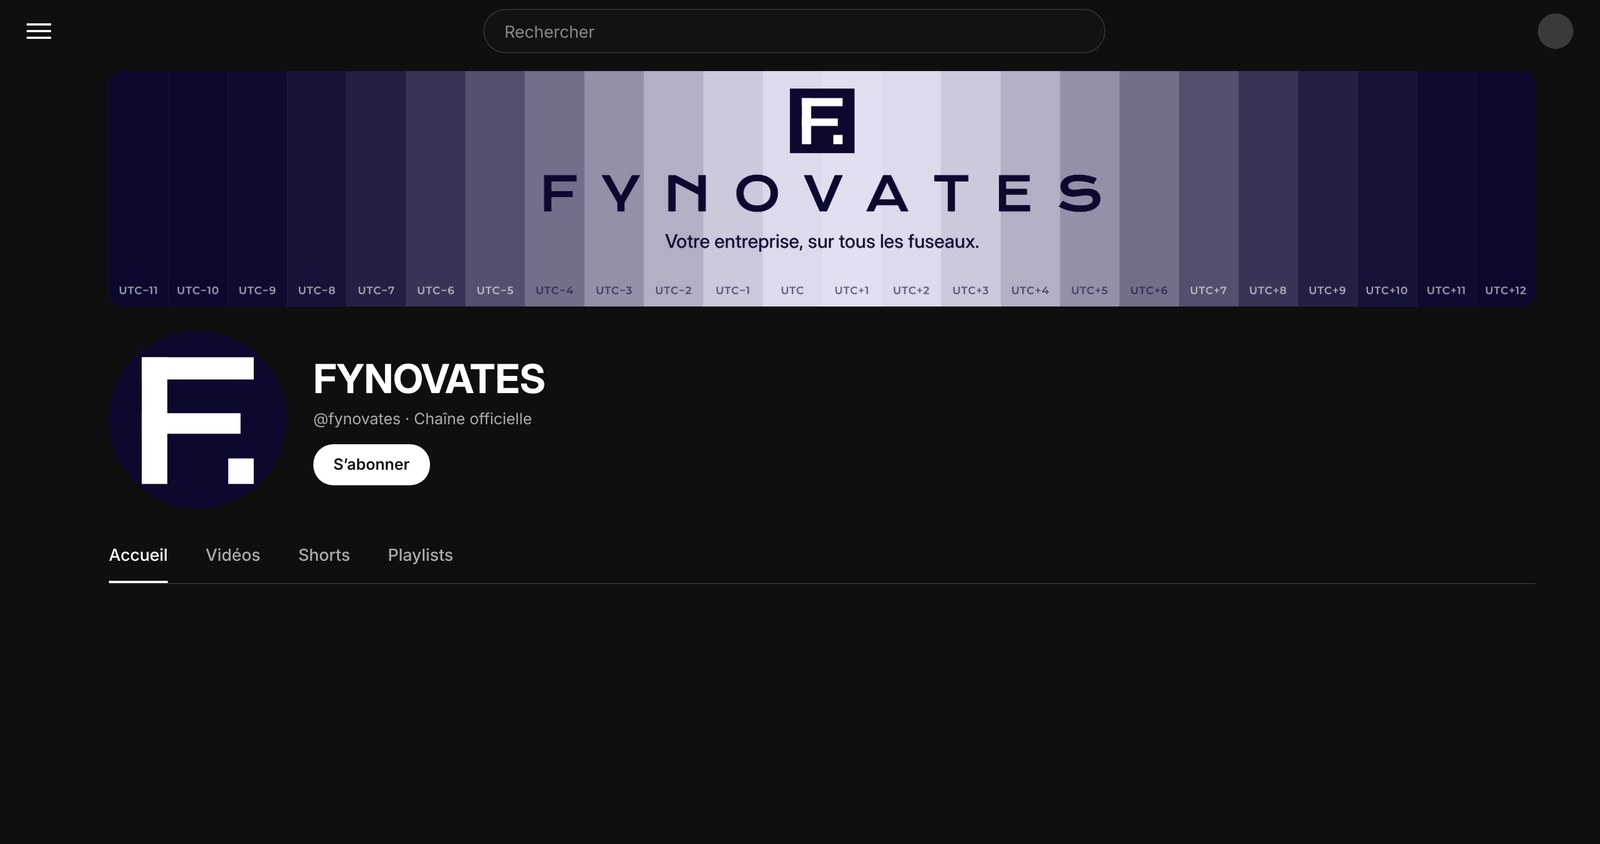 Rechercher
F.
FYNOVATES
Votre entreprise, sur tous les fuseaux.
UTC−11 UTC−10 UTC−9 UTC−8 UTC−7 UTC−6 UTC−5 UTC−4 UTC−3 UTC−2 UTC−1 UTC UTC+1 UTC+2 UTC+3 UTC+4 UTC+5 UTC+6 UTC+7 UTC+8 UTC+9 UTC+10 UTC+11 UTC+12
F.
FYNOVATES
@fynovates · Chaîne officielle
S’abonner
Accueil Vidéos Shorts Playlists